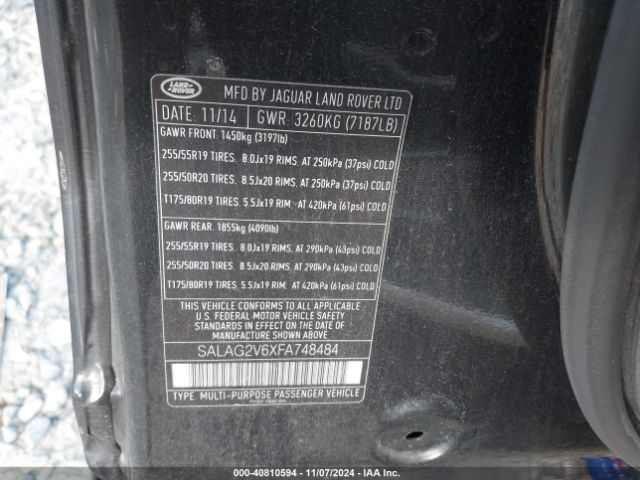 LAND
ROVER
MFD BY JAGUAR LAND ROVER LTD
DATE: 11/14 GWR: 3260KG (7187LB)
GAWR FRONT: 1450kg (3197lb)
255/55R19 TIRES. 8.0Jx19 RIMS. AT 250kPa (37psi) COLD
255/50R20 TIRES. 8.5Jx20 RIMS. AT 250kPa (37psi) COLD
T175/80R19 TIRES. 5.5Jx19 RIM. AT 420kPa (61psi) COLD
GAWR REAR. 1855kg (4090lb)
255/55R19 TIRES. 8.0Jx19 RIMS. AT 290kPa (43psi) COLD
255/50R20 TIRES. 8.5Jx20 RIMS. AT 290kPa (43psi) COLD
T175/80R19 TIRES. 5.5Jx19 RIM. AT 420kPa (61psi) COLD
THIS VEHICLE CONFORMS TO ALL APPLICABLE
U.S. FEDERAL MOTOR VEHICLE SAFETY
STANDARDS IN EFFECT ON THE DATE OF
MANUFACTURE SHOWN ABOVE
SALAG2V6XFA748484
TYPE: MULTI-PURPOSE PASSENGER VEHICLE
000-40810594 — 11/07/2024 — IAA Inc.